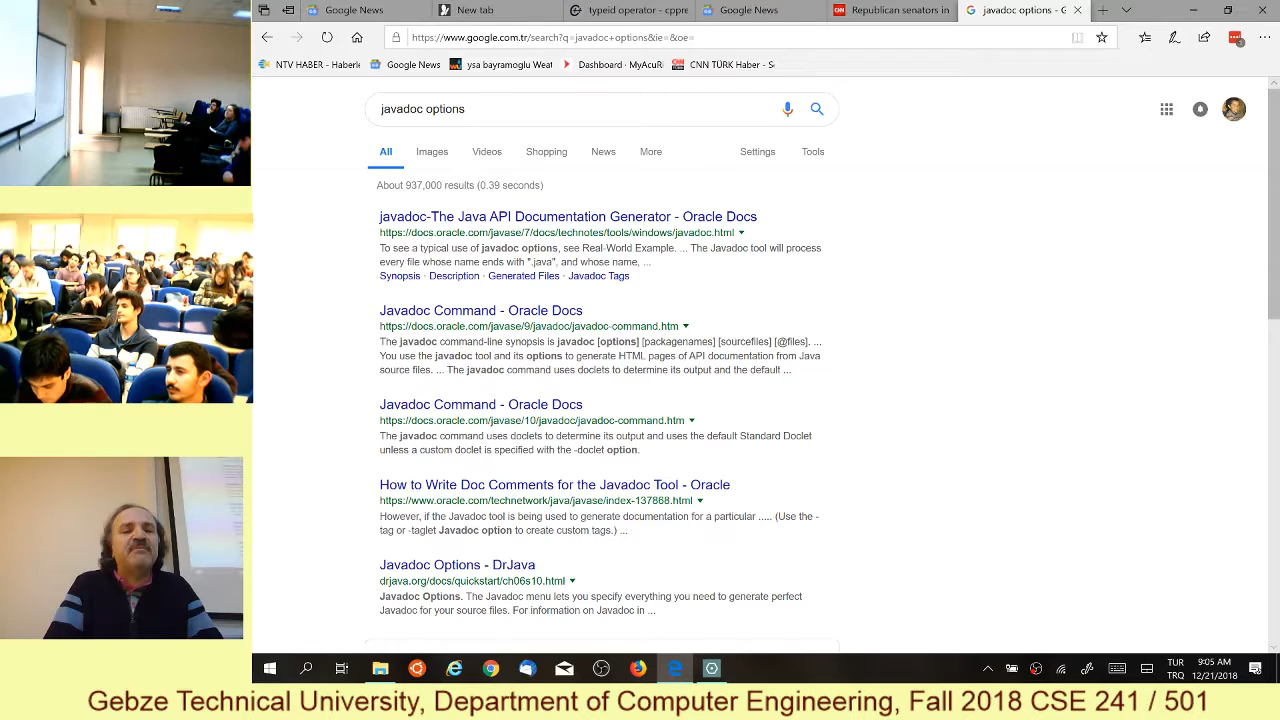 Google News
New tab
typed operator - cppre
Google News
Republican senators in
javadoc options - G
https://www.google.com.tr/search?q=javadoc+options&ie=&oe=
NTV HABER - Haberle
Google News
ysa bayramoglu Weat
Dashboard · MyAcuRi
CNN TÜRK Haber - Sc
javadoc options
All Images Videos Shopping News More Settings Tools
About 937,000 results (0.39 seconds)
javadoc-The Java API Documentation Generator - Oracle Docs
https://docs.oracle.com/javase/7/docs/technotes/tools/windows/javadoc.html
To see a typical use of javadoc options, see Real-World Example. ... The Javadoc tool will process
every file whose name ends with ".java", and whose name, ...
Synopsis · Description · Generated Files · Javadoc Tags
Javadoc Command - Oracle Docs
https://docs.oracle.com/javase/9/javadoc/javadoc-command.htm
The javadoc command-line synopsis is javadoc [options] [packagenames] [sourcefiles] [@files]. ...
You use the javadoc tool and its options to generate HTML pages of API documentation from Java
source files. ... The javadoc command uses doclets to determine its output and the default ...
Javadoc Command - Oracle Docs
https://docs.oracle.com/javase/10/javadoc/javadoc-command.htm
The javadoc command uses doclets to determine its output and uses the default Standard Doclet
unless a custom doclet is specified with the -doclet option.
How to Write Doc Comments for the Javadoc Tool - Oracle
https://www.oracle.com/technetwork/java/javase/index-137868.html
However, if the Javadoc tool is being used to generate documentation for a particular ..... (Use the -
tag or -taglet Javadoc option to create custom tags.) ...
Javadoc Options - DrJava
drjava.org/docs/quickstart/ch06s10.html
Javadoc Options. The Javadoc menu lets you specify everything you need to generate perfect
Javadoc for your source files. For information on Javadoc in ...
TUR 9:05 AM
TRQ 12/21/2018
Gebze Technical University, Department of Computer Engineering, Fall 2018 CSE 241 / 501